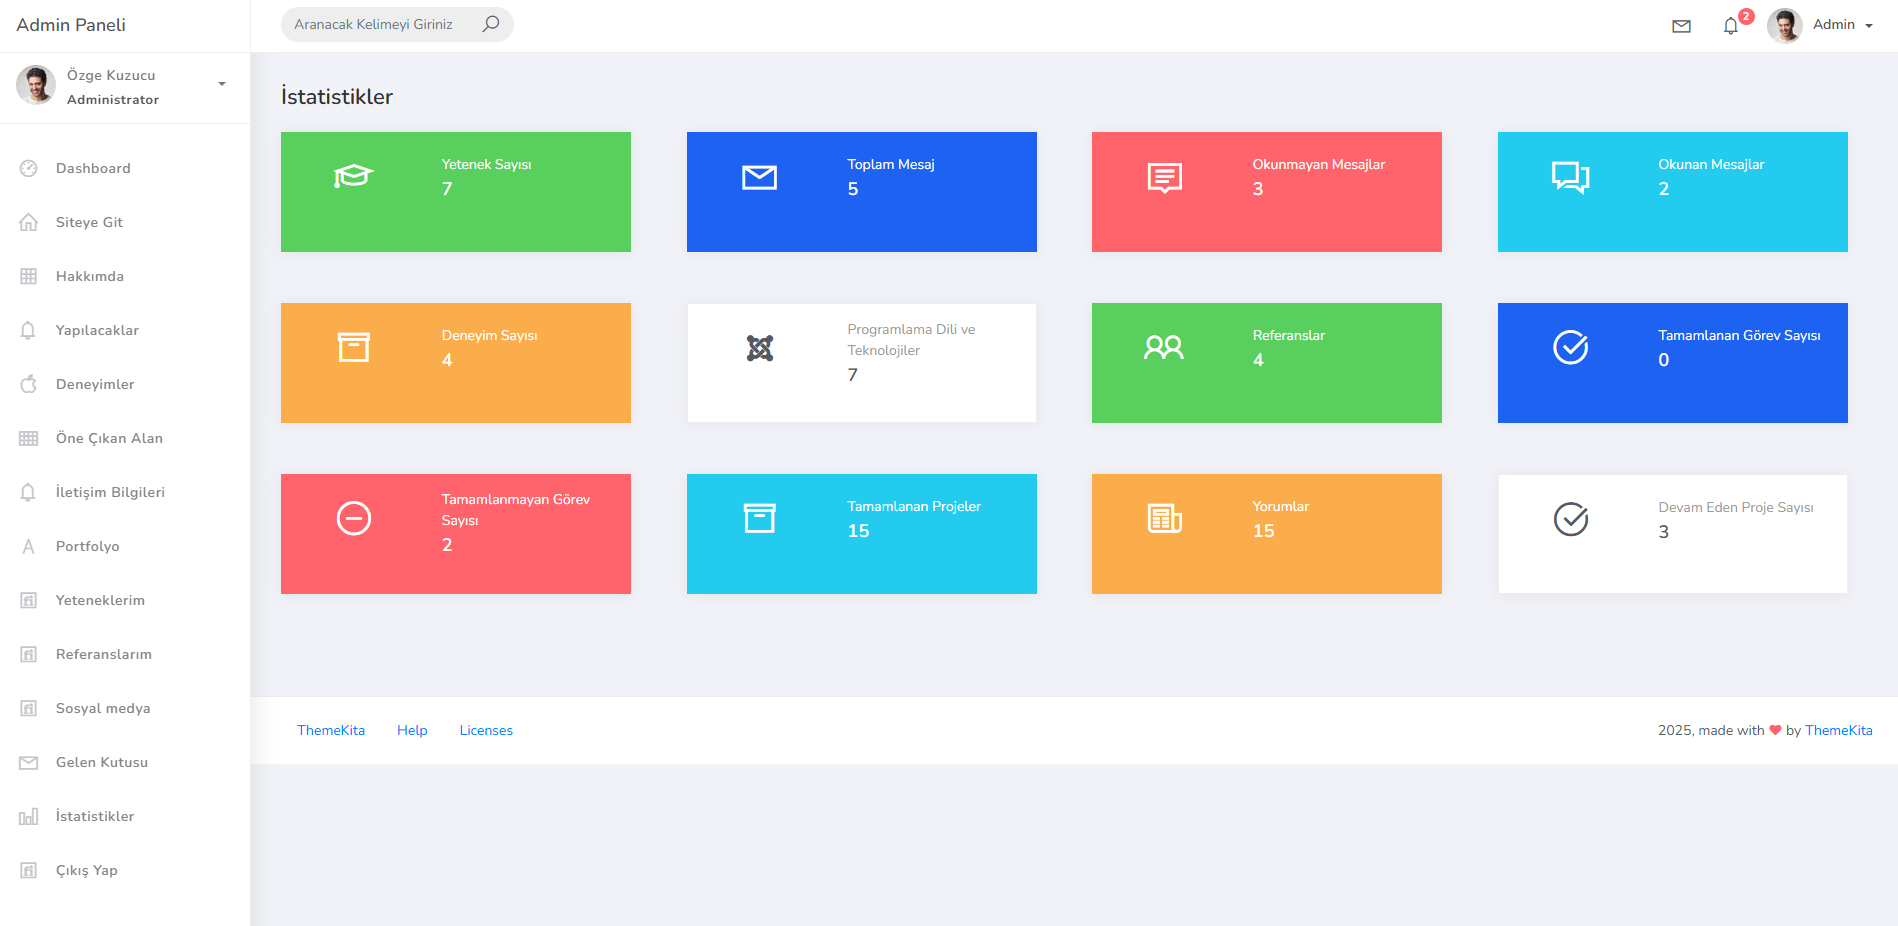 Admin Paneli
Aranacak Kelimeyi Giriniz
2
Admin
Özge Kuzucu
Administrator
Dashboard
Siteye Git
Hakkımda
Yapılacaklar
Deneyimler
Öne Çıkan Alan
İletişim Bilgileri
Portfolyo
Yeteneklerim
Referanslarım
Sosyal medya
Gelen Kutusu
İstatistikler
Çıkış Yap
İstatistikler
Yetenek Sayısı
7
Toplam Mesaj
5
Okunmayan Mesajlar
3
Okunan Mesajlar
2
Deneyim Sayısı
4
Programlama Dili ve
Teknolojiler
7
Referanslar
4
Tamamlanan Görev Sayısı
0
Tamamlanmayan Görev
Sayısı
2
Tamamlanan Projeler
15
Yorumlar
15
Devam Eden Proje Sayısı
3
ThemeKita
Help
Licenses
2025, made with ❤ by ThemeKita